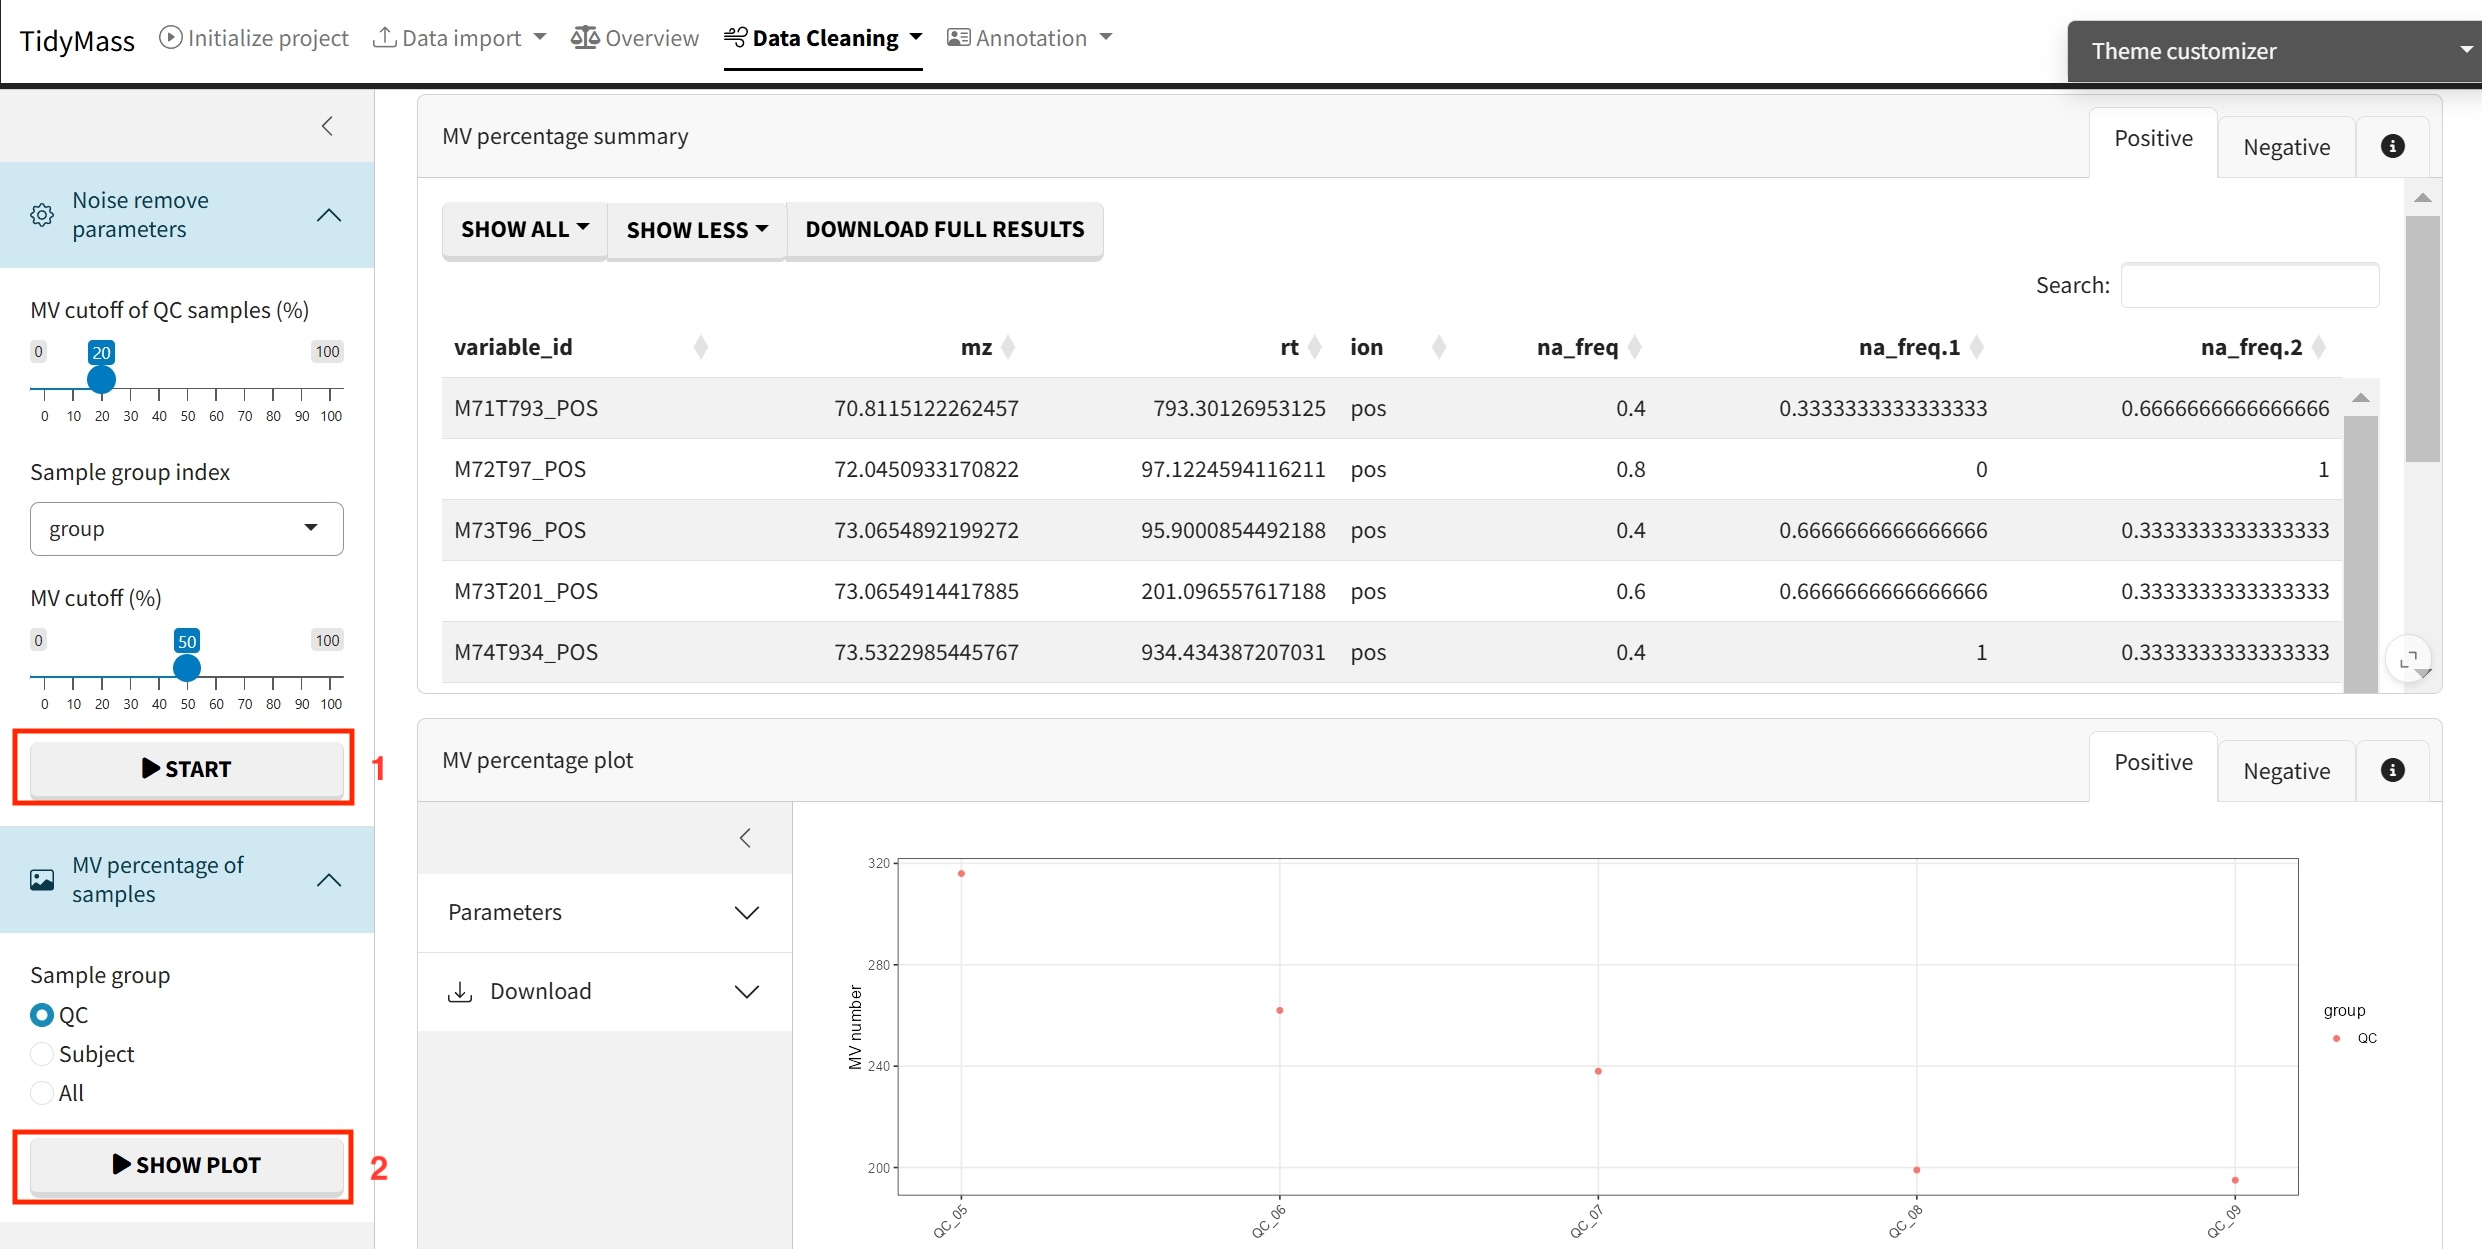 TidyMass Initialize project Data import Overview Data Cleaning Annotation
Theme customizer
Noise remove
parameters
MV cutoff of QC samples (%)
0 20 100
0 10 20 30 40 50 60 70 80 90 100
Sample group index
group
MV cutoff (%)
0 50 100
0 10 20 30 40 50 60 70 80 90 100
START 1
MV percentage of
samples
Sample group
QC
Subject
All
SHOW PLOT 2
MV percentage summary
Positive Negative
SHOW ALL SHOW LESS DOWNLOAD FULL RESULTS
Search:
variable_id mz rt ion na_freq na_freq.1 na_freq.2
M71T793_POS 70.8115122262457 793.30126953125 pos 0.4 0.3333333333333333 0.6666666666666666
M72T97_POS 72.0450933170822 97.1224594116211 pos 0.8 0 1
M73T96_POS 73.0654892199272 95.9000854492188 pos 0.4 0.6666666666666666 0.3333333333333333
M73T201_POS 73.0654914417885 201.096557617188 pos 0.6 0.6666666666666666 0.3333333333333333
M74T934_POS 73.5322985445767 934.434387207031 pos 0.4 1 0.3333333333333333
MV percentage plot
Positive Negative
Parameters
Download
MV number
320
280
240
200
QC_05 QC_06 QC_07 QC_08 QC_09
group
QC